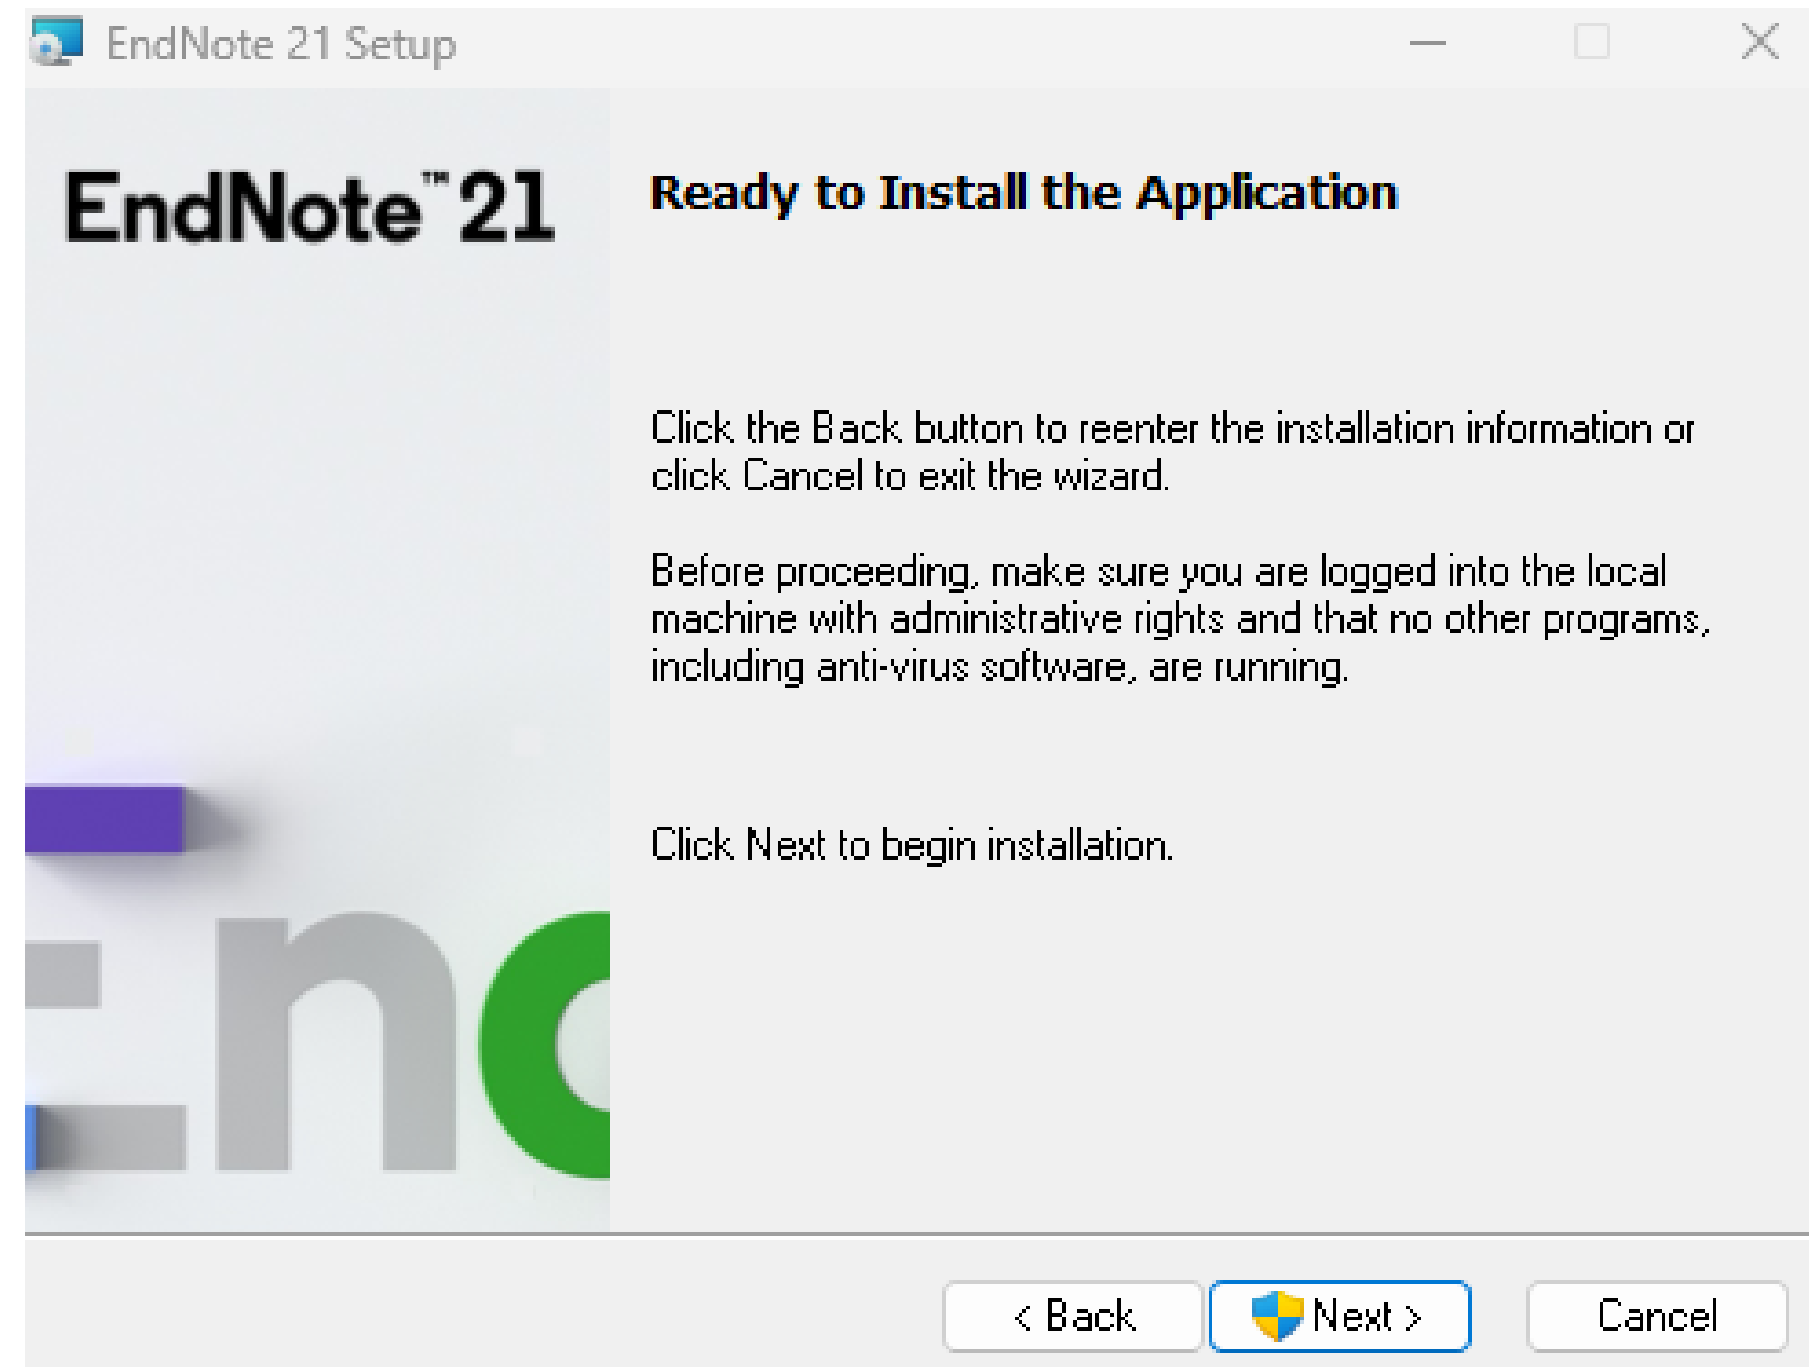 EndNote 21 Setup
EndNote™ 21
Ready to Install the Application
Click the Back button to reenter the installation information or
click Cancel to exit the wizard.
Before proceeding, make sure you are logged into the local
machine with administrative rights and that no other programs,
including anti-virus software, are running.
Click Next to begin installation.
En
< Back
Next >
Cancel